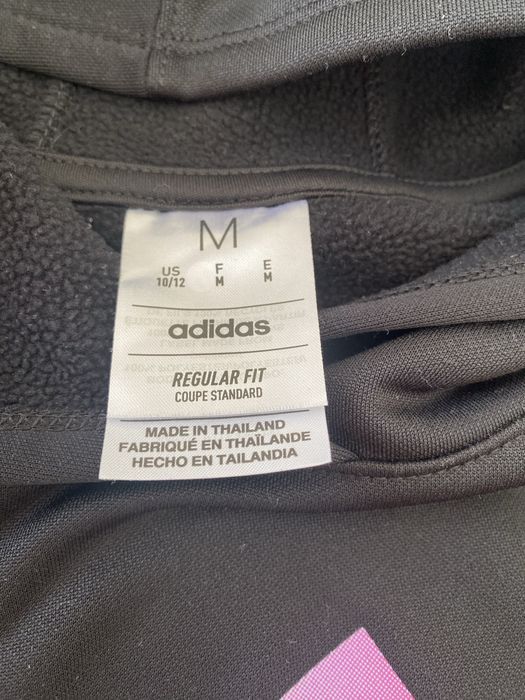 M
US F E
10/12 M M
adidas
REGULAR FIT
COUPE STANDARD
MADE IN THAILAND
FABRIQUÉ EN THAÏLANDE
HECHO EN TAILANDIA